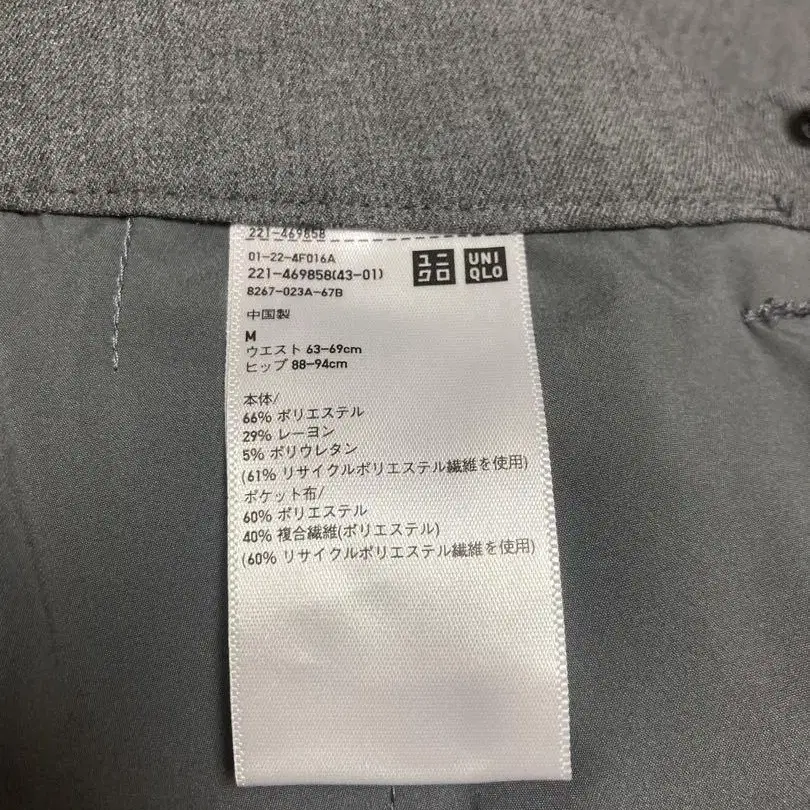 221-469858
01-22-4F016A
221-469858(43-01)
8267-023A-67B
ユニクロ
UNIQLO
中国製
M
ウエスト 63-69cm
ヒップ 88-94cm
本体/
66% ポリエステル
29% レーヨン
5% ポリウレタン
(61% リサイクルポリエステル繊維を使用)
ポケット布/
60% ポリエステル
40% 複合繊維(ポリエステル)
(60% リサイクルポリエステル繊維を使用)